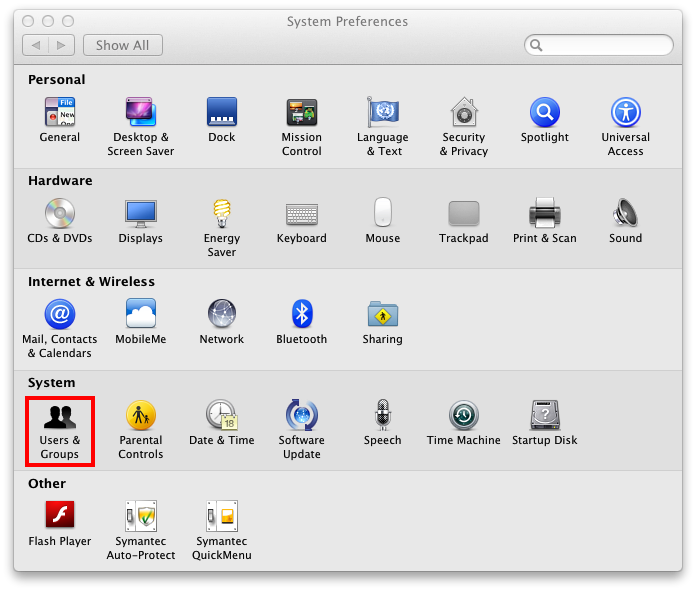 System Preferences
Show All
Personal
File
New
General
Desktop &
Screen Saver
Dock
Mission
Control
Language
& Text
Security
& Privacy
Spotlight
Universal
Access
Hardware
CDs & DVDs
Displays
Energy
Saver
Keyboard
Mouse
Trackpad
Print & Scan
Sound
Internet & Wireless
@
Mail, Contacts
& Calendars
MobileMe
Network
Bluetooth
Sharing
System
18
?
Users &
Groups
Parental
Controls
Date & Time
Software
Update
Speech
Time Machine
Startup Disk
Other
Flash Player
Symantec
Auto-Protect
Symantec
QuickMenu